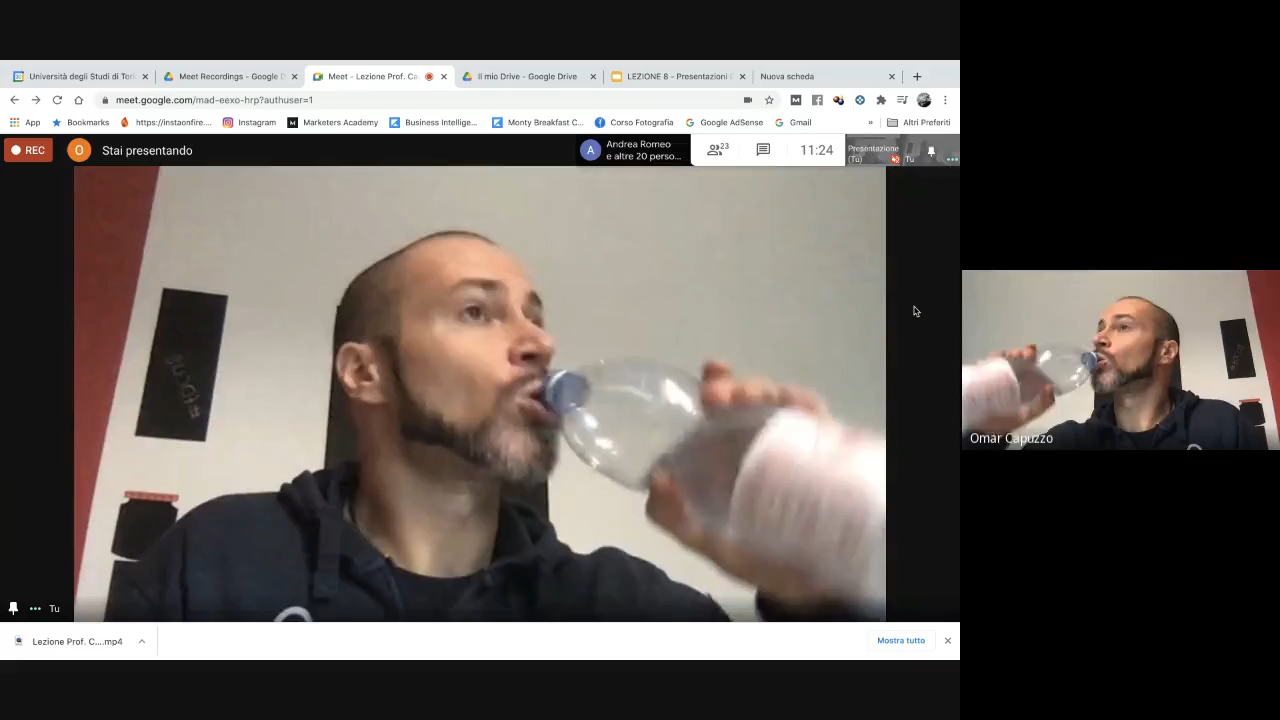 Università degli Studi di Tori
Meet Recordings - Google D
Meet - Lezione Prof. Ca
Il mio Drive - Google Drive
LEZIONE 8 - Presentazioni
Nuova scheda
meet.google.com/mad-eexo-hrp?authuser=1
App
Bookmarks
https://instaonfire....
Instagram
Marketers Academy
Business Intellige...
Monty Breakfast C...
Corso Fotografia
Google AdSense
Gmail
»
Altri Preferiti
REC
O
Stai presentando
A
Andrea Romeo
e altre 20 perso...
23
11:24
Presentazione
(Tu)
Tu
#focus
Omar Capuzzo
Tu
Lezione Prof. C....mp4
Mostra tutto